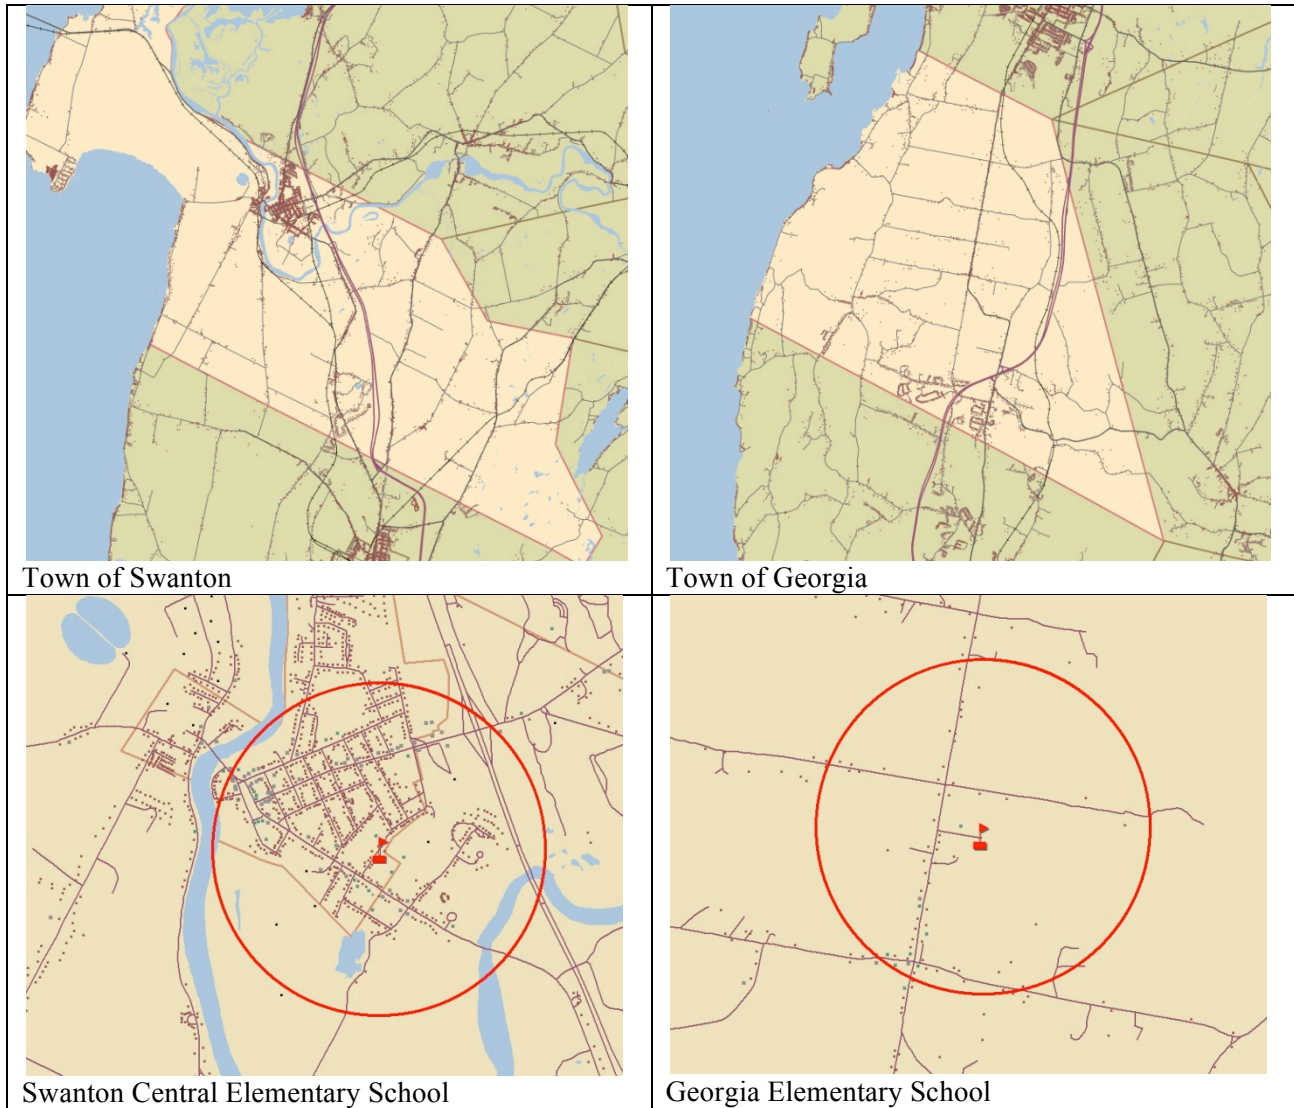 Town of Swanton
Town of Georgia
Swanton Central Elementary School
Georgia Elementary School